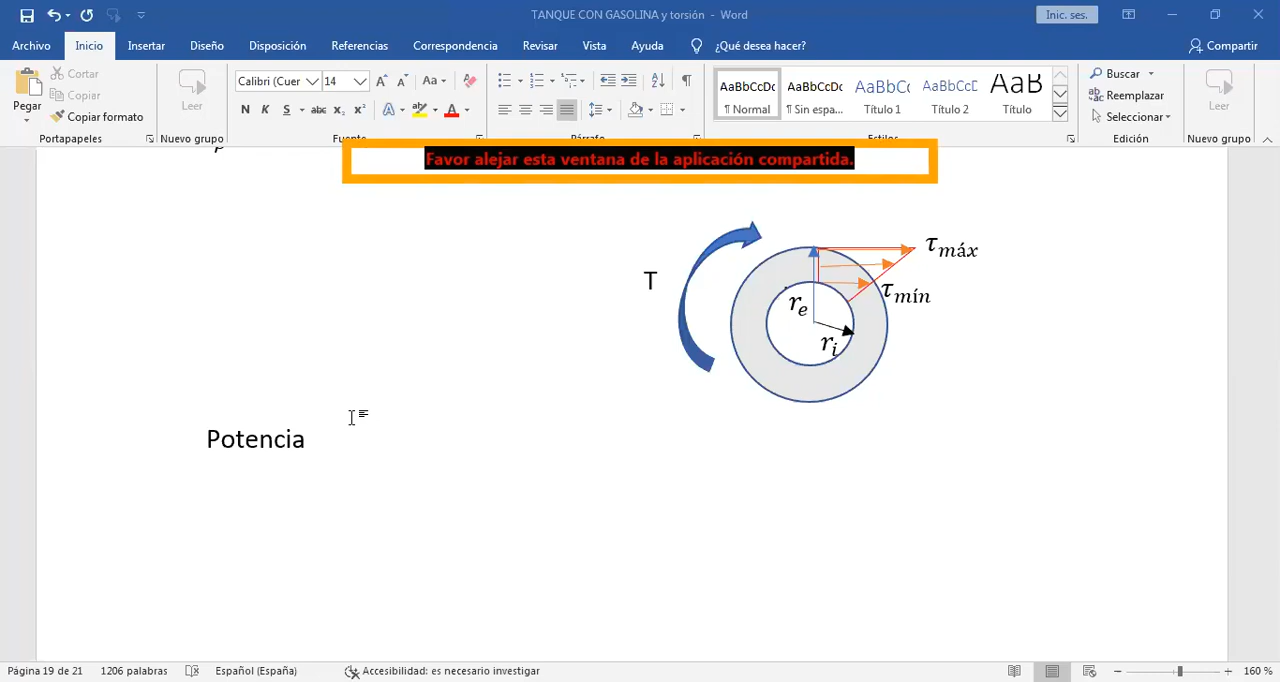 TANQUE CON GASOLINA y torsión - Word
Inic. ses.
Archivo Inicio Insertar Diseño Disposición Referencias Correspondencia Revisar Vista Ayuda ¿Qué desea hacer? Compartir
Pegar
Cortar
Copiar
Copiar formato
Portapapeles
Leer
Nuevo grupo
Calibri (Cuer 14
N K S abc x₂ x²
Fuente
Párrafo
AaBbCcDc AaBbCcDc AaBbCc AaBbCcD AaB
¶ Normal ¶ Sin espa... Título 1 Título 2 Título
Estilos
Buscar
Reemplazar
Seleccionar
Edición
Leer
Nuevo grupo
Favor alejar esta ventana de la aplicación compartida.
τmáx
T
τmín
re
ri
Potencia
Página 19 de 21 1206 palabras Español (España) Accesibilidad: es necesario investigar 160 %